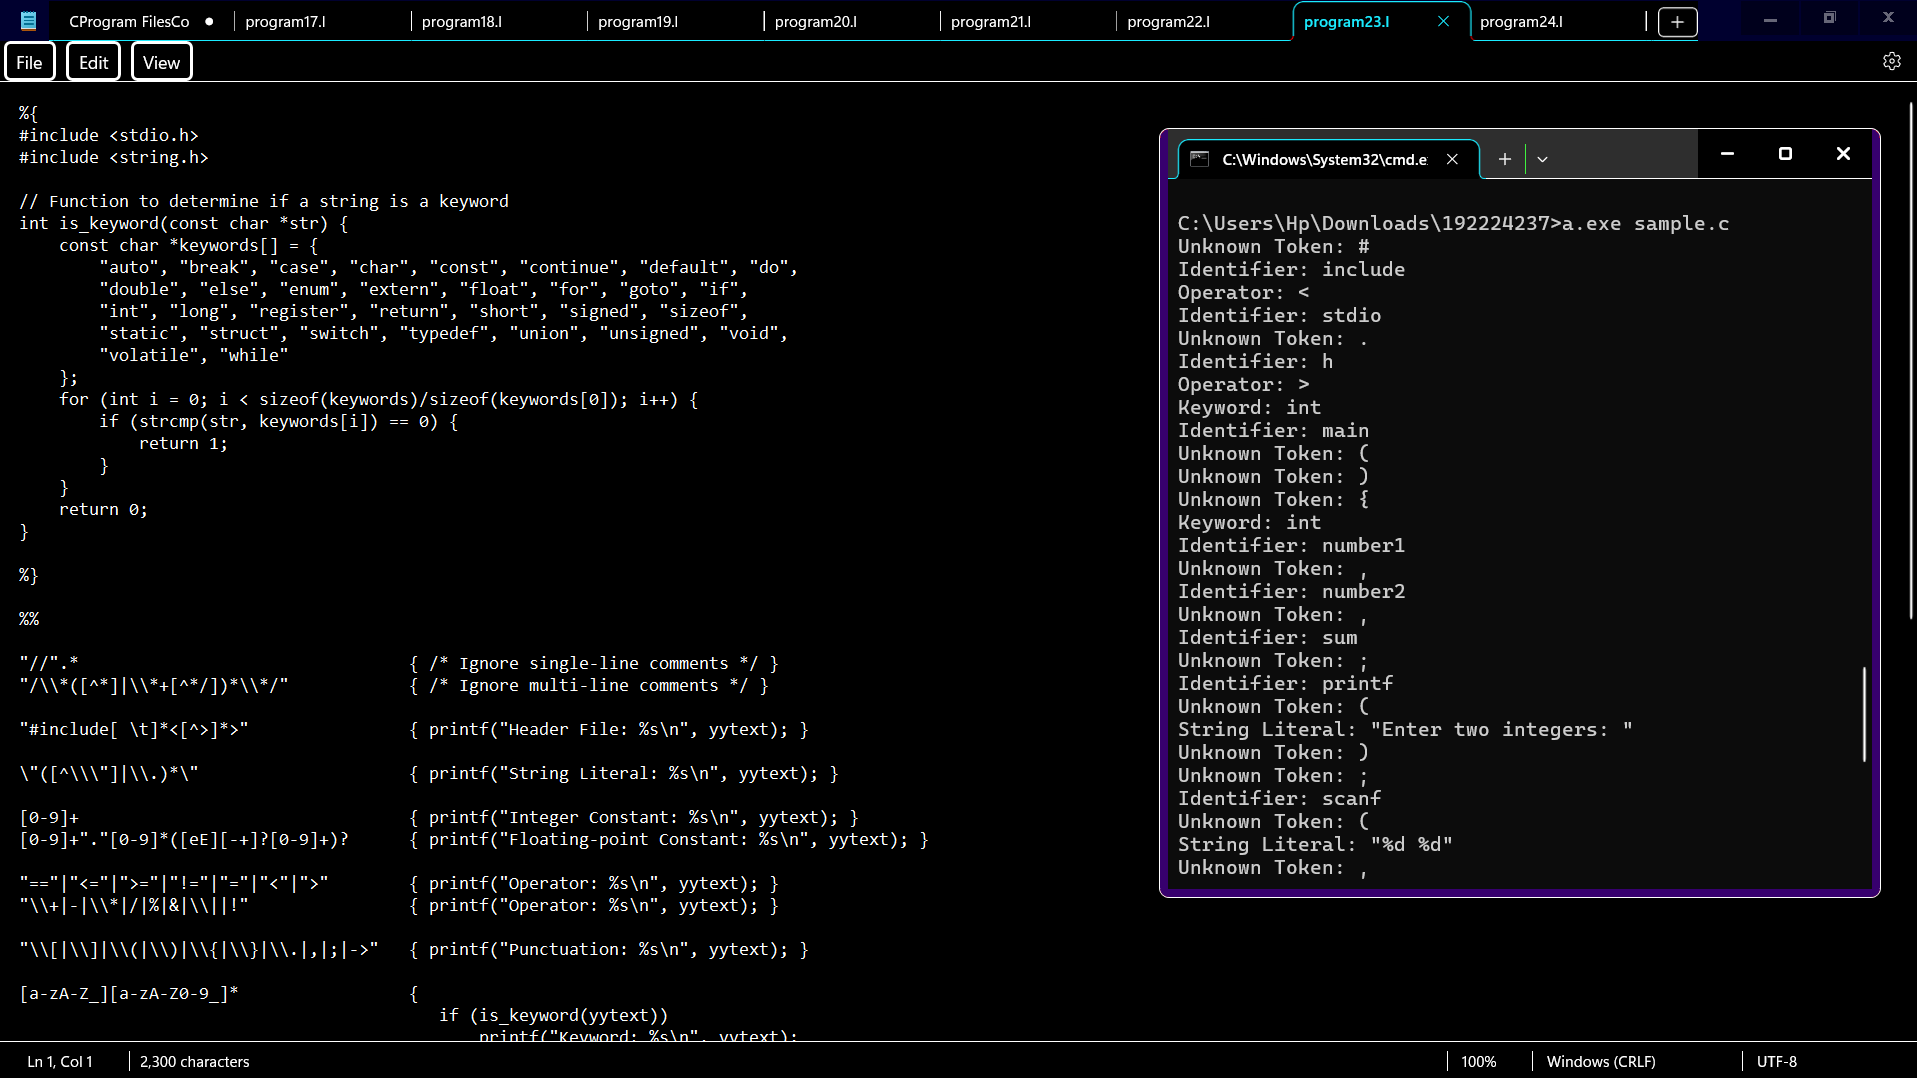 CProgram FilesCo
program17.l
program18.l
program19.l
program20.l
program21.l
program22.l
program23.l
program24.l
File
Edit
View
%{
#include <stdio.h>
#include <string.h>
// Function to determine if a string is a keyword
int is_keyword(const char *str) {
    const char *keywords[] = {
        "auto", "break", "case", "char", "const", "continue", "default", "do",
        "double", "else", "enum", "extern", "float", "for", "goto", "if",
        "int", "long", "register", "return", "short", "signed", "sizeof",
        "static", "struct", "switch", "typedef", "union", "unsigned", "void",
        "volatile", "while"
    };
    for (int i = 0; i < sizeof(keywords)/sizeof(keywords[0]); i++) {
        if (strcmp(str, keywords[i]) == 0) {
            return 1;
        }
    }
    return 0;
}
%}
%%
"//".* { /* Ignore single-line comments */ }
"/\\*([^*]|\\*+[^*/])*\\*/" { /* Ignore multi-line comments */ }
"#include[ \t]*<[^>]*>" { printf("Header File: %s\n", yytext); }
\"([^\\\"]|\\.)*\" { printf("String Literal: %s\n", yytext); }
[0-9]+ { printf("Integer Constant: %s\n", yytext); }
[0-9]+"."[0-9]*([eE][-+]?[0-9]+)? { printf("Floating-point Constant: %s\n", yytext); }
"=="|"<="|">="|"!="|"="|"<"|">" { printf("Operator: %s\n", yytext); }
"\\+|-|\\*|/|%|&|\\||!" { printf("Operator: %s\n", yytext); }
"\\[|\\]|\\(|\\)|\\{|\\}|\\.|,|;|->" { printf("Punctuation: %s\n", yytext); }
[a-zA-Z_][a-zA-Z0-9_]* {
    if (is_keyword(yytext))
        printf("Keyword: %s\n", yytext);
C:\Windows\System32\cmd.e
C:\Users\Hp\Downloads\192224237>a.exe sample.c
Unknown Token: #
Identifier: include
Operator: <
Identifier: stdio
Unknown Token: .
Identifier: h
Operator: >
Keyword: int
Identifier: main
Unknown Token: (
Unknown Token: )
Unknown Token: {
Keyword: int
Identifier: number1
Unknown Token: ,
Identifier: number2
Unknown Token: ,
Identifier: sum
Unknown Token: ;
Identifier: printf
Unknown Token: (
String Literal: "Enter two integers: "
Unknown Token: )
Unknown Token: ;
Identifier: scanf
Unknown Token: (
String Literal: "%d %d"
Unknown Token: ,
Ln 1, Col 1
2,300 characters
100%
Windows (CRLF)
UTF-8